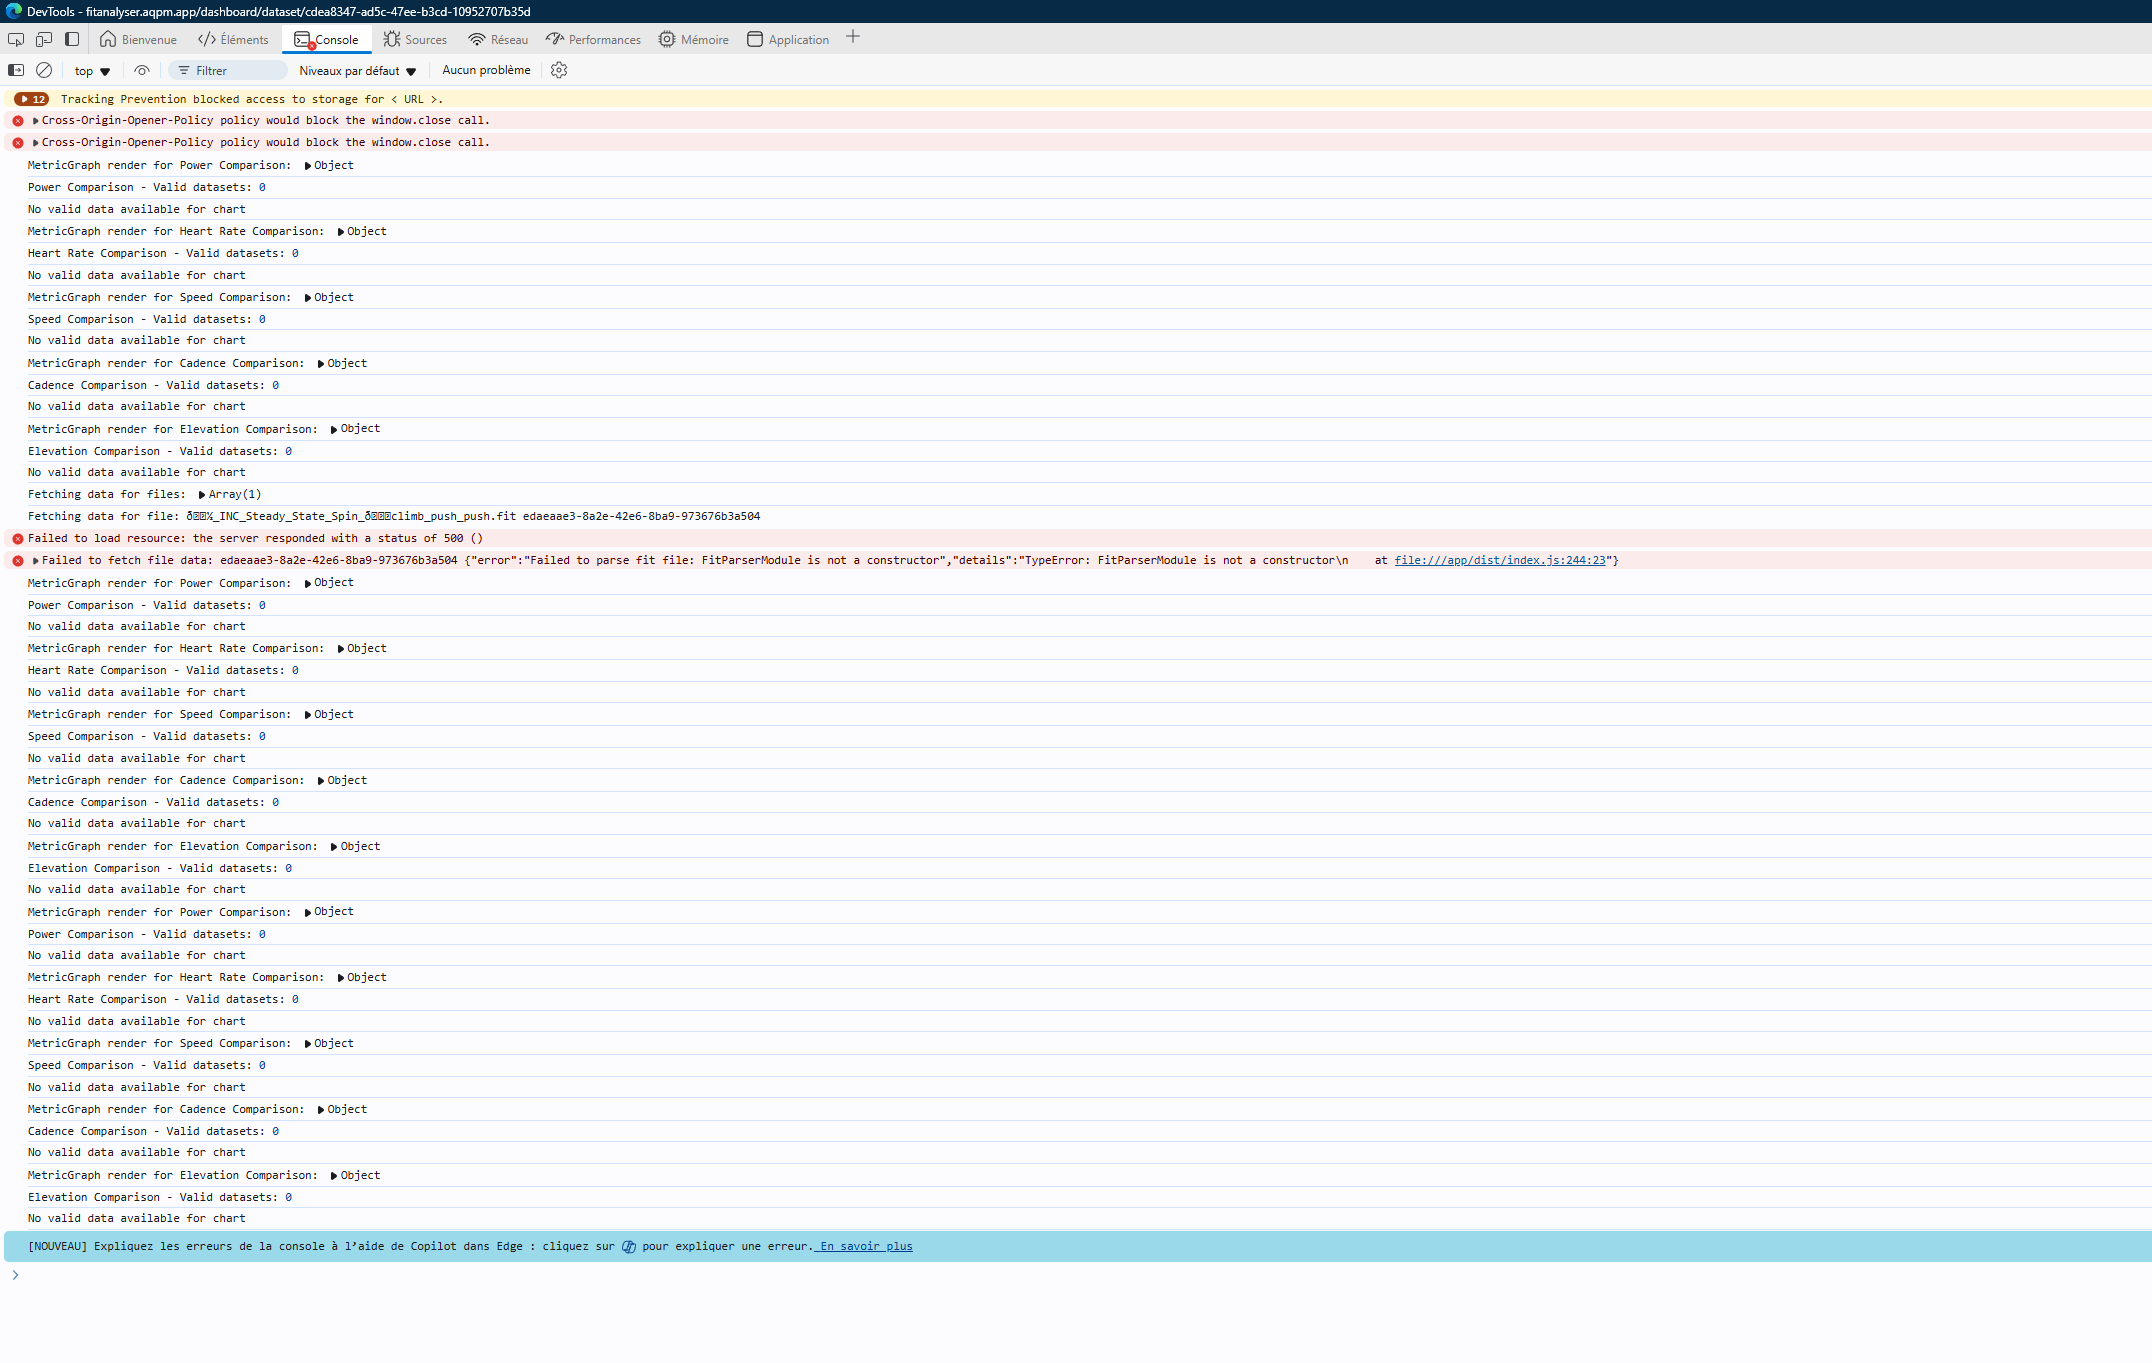 DevTools - fitanalyser.aqpm.app/dashboard/dataset/cdea8347-ad5c-47ee-b3cd-10952707b35d
Bienvenue Éléments Console Sources Réseau Performances Mémoire Application
top Filtrer Niveaux par défaut Aucun problème
12 Tracking Prevention blocked access to storage for < URL >.
Cross-Origin-Opener-Policy policy would block the window.close call.
Cross-Origin-Opener-Policy policy would block the window.close call.
MetricGraph render for Power Comparison: Object
Power Comparison - Valid datasets: 0
No valid data available for chart
MetricGraph render for Heart Rate Comparison: Object
Heart Rate Comparison - Valid datasets: 0
No valid data available for chart
MetricGraph render for Speed Comparison: Object
Speed Comparison - Valid datasets: 0
No valid data available for chart
MetricGraph render for Cadence Comparison: Object
Cadence Comparison - Valid datasets: 0
No valid data available for chart
MetricGraph render for Elevation Comparison: Object
Elevation Comparison - Valid datasets: 0
No valid data available for chart
Fetching data for files: Array(1)
Fetching data for file: _INC_Steady_State_Spin_ climb_push_push.fit edaeaae3-8a2e-42e6-8ba9-973676b3a504
Failed to load resource: the server responded with a status of 500 ()
Failed to fetch file data: edaeaae3-8a2e-42e6-8ba9-973676b3a504 {"error":"Failed to parse fit file: FitParserModule is not a constructor","details":"TypeError: FitParserModule is not a constructor\n    at file:///app/dist/index.js:244:23"}
MetricGraph render for Power Comparison: Object
Power Comparison - Valid datasets: 0
No valid data available for chart
MetricGraph render for Heart Rate Comparison: Object
Heart Rate Comparison - Valid datasets: 0
No valid data available for chart
MetricGraph render for Speed Comparison: Object
Speed Comparison - Valid datasets: 0
No valid data available for chart
MetricGraph render for Cadence Comparison: Object
Cadence Comparison - Valid datasets: 0
No valid data available for chart
MetricGraph render for Elevation Comparison: Object
Elevation Comparison - Valid datasets: 0
No valid data available for chart
MetricGraph render for Power Comparison: Object
Power Comparison - Valid datasets: 0
No valid data available for chart
MetricGraph render for Heart Rate Comparison: Object
Heart Rate Comparison - Valid datasets: 0
No valid data available for chart
MetricGraph render for Speed Comparison: Object
Speed Comparison - Valid datasets: 0
No valid data available for chart
MetricGraph render for Cadence Comparison: Object
Cadence Comparison - Valid datasets: 0
No valid data available for chart
MetricGraph render for Elevation Comparison: Object
Elevation Comparison - Valid datasets: 0
No valid data available for chart
[NOUVEAU] Expliquez les erreurs de la console à l’aide de Copilot dans Edge : cliquez sur pour expliquer une erreur. En savoir plus